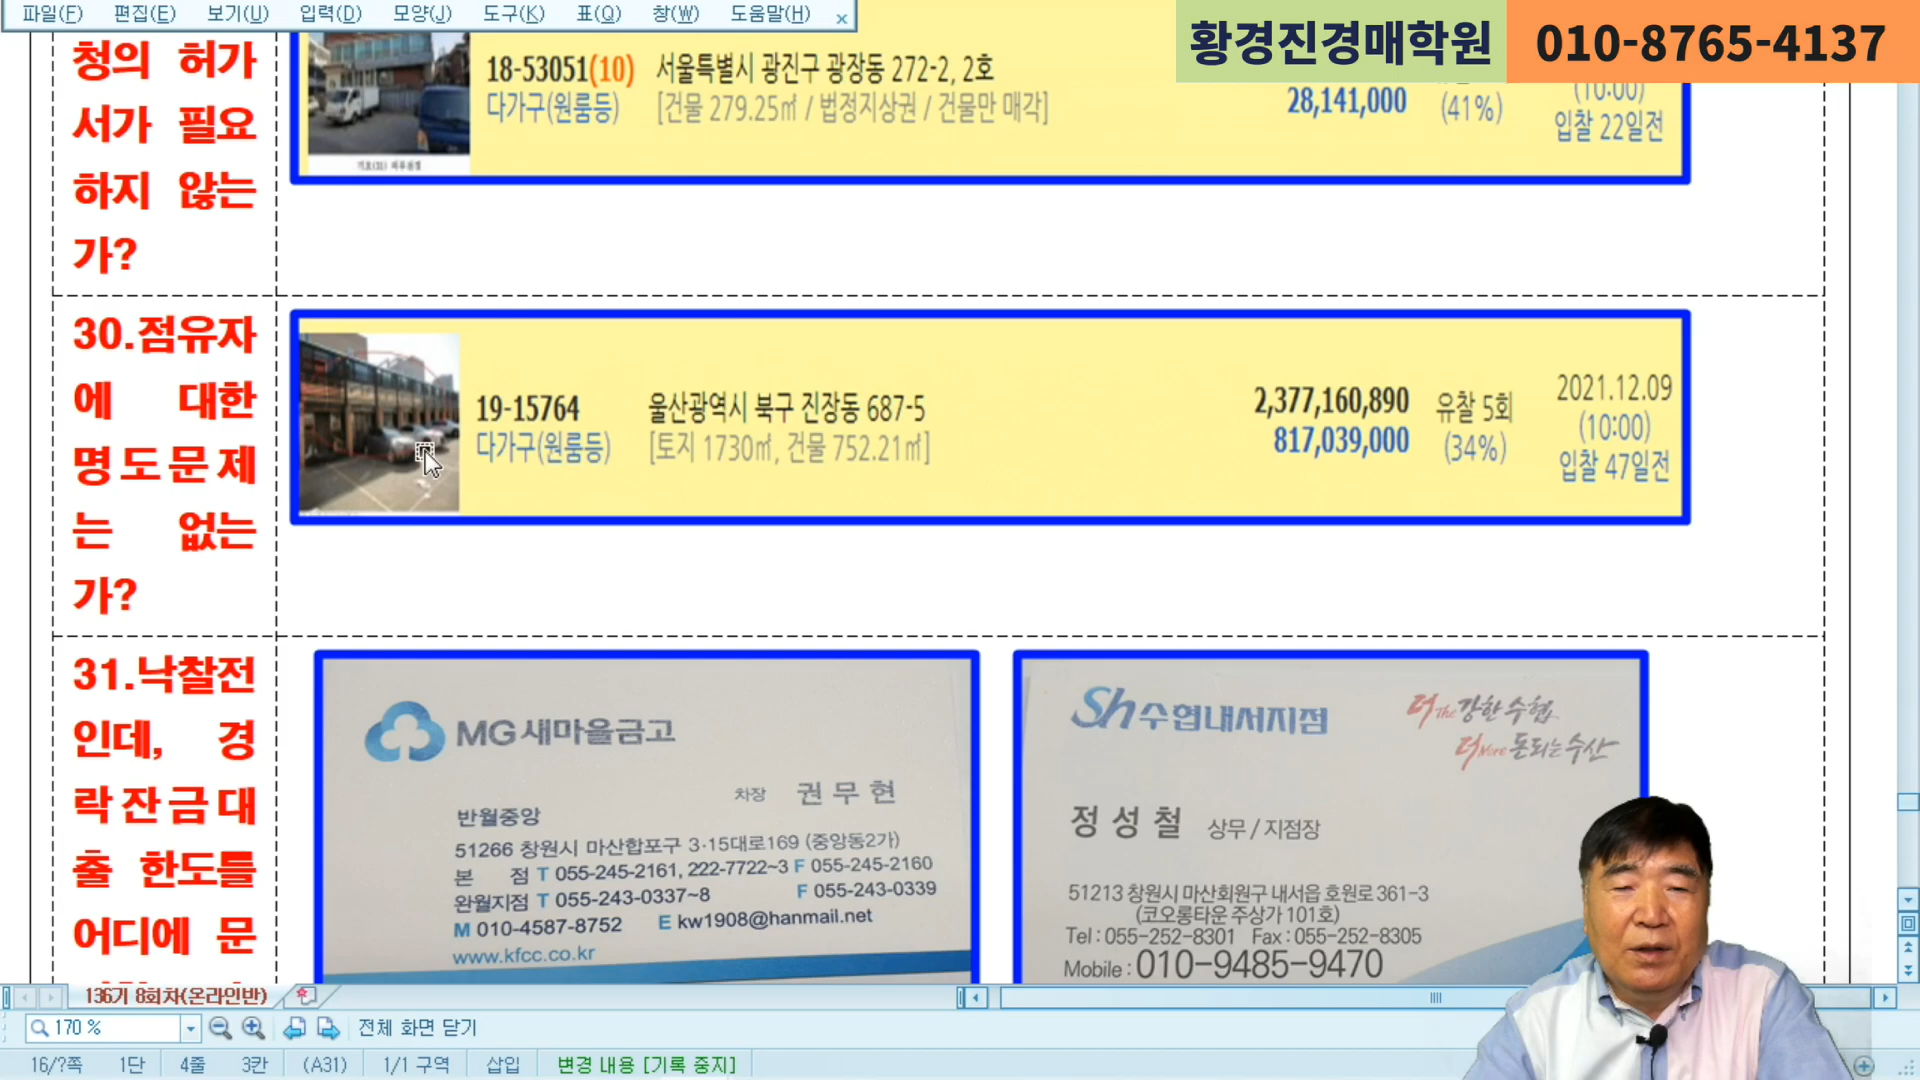 파일(F) 편집(E) 보기(U) 입력(D) 모양(J) 도구(K) 표(Q) 창(W) 도움말(H) x
황경진경매학원 010-8765-4137
청의 허가
서가 필요
하지 않는
가?
18-53051(10) 서울특별시 광진구 광장동 272-2, 2호
다가구(원룸등) [건물 279.25㎡ / 법정지상권 / 건물만 매각]
28,141,000 (41%)
(10:00)
입찰 22일전
30.점유자
에 대한
명도문제
는 없는
가?
19-15764 울산광역시 북구 진장동 687-5
다가구(원룸등) [토지 1730㎡, 건물 752.21㎡]
2,377,160,890 유찰 5회
817,039,000 (34%)
2021.12.09
(10:00)
입찰 47일전
31.낙찰전
인데, 경
락잔금대
출 한도를
어디에 문
MG새마을금고
차장 권무현
반월중앙
51266 창원시 마산합포구 3·15대로169 (중앙동2가)
본 점 T 055-245-2161, 222-7722~3 F 055-245-2160
완월지점 T 055-243-0337~8 F 055-243-0339
M 010-4587-8752 E kw1908@hanmail.net
www.kfcc.co.kr
Sh수협내서지점
더The강한 수협
더More 돈되는 수산
정성철 상무/지점장
51213 창원시 마산회원구 내서읍 호원로 361-3
(코오롱타운 주상가 101호)
Tel : 055-252-8301 Fax : 055-252-8305
Mobile : 010-9485-9470
136기 8회차(온라인반)
170 % 전체 화면 닫기
16/?쪽 1단 4줄 3칸 (A31) 1/1 구역 삽입 변경 내용 [기록 중지]